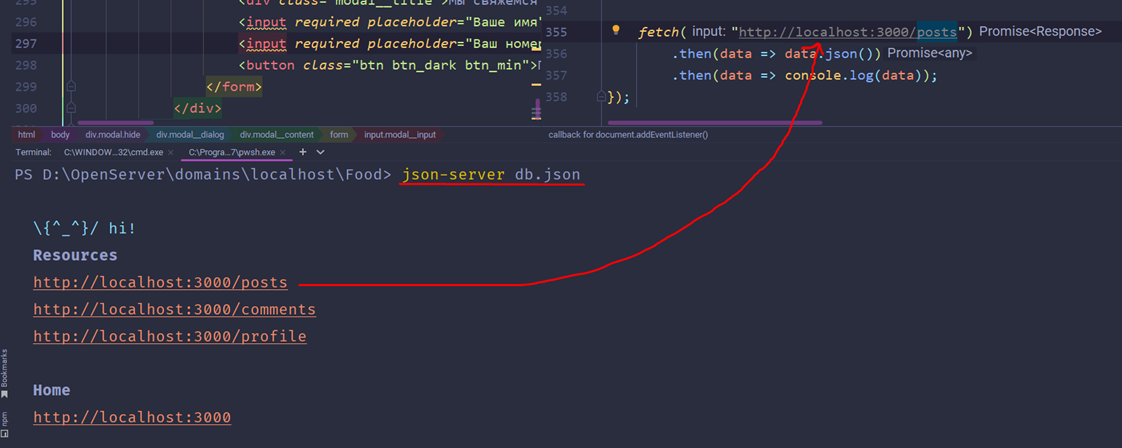 295 <div class="modal__title">Мы свяжемся
296 <input required placeholder="Ваше имя"
297 <input required placeholder="Ваш номер
298 <button class="btn btn_dark btn_min">
299 </form>
300 </div>
354
355 fetch( input: "http://localhost:3000/posts") Promise<Response>
356 .then(data => data.json()) Promise<any>
357 .then(data => console.log(data));
358 });
html body div.modal.hide div.modal__dialog div.modal__content form input.modal__input
callback for document.addEventListener()
Terminal: C:\WINDOW...32\cmd.exe × C:\Progra...7\pwsh.exe × +
PS D:\OpenServer\domains\localhost\Food> json-server db.json
\{^_^}/ hi!
Resources
http://localhost:3000/posts
http://localhost:3000/comments
http://localhost:3000/profile
Home
http://localhost:3000
Bookmarks
npm